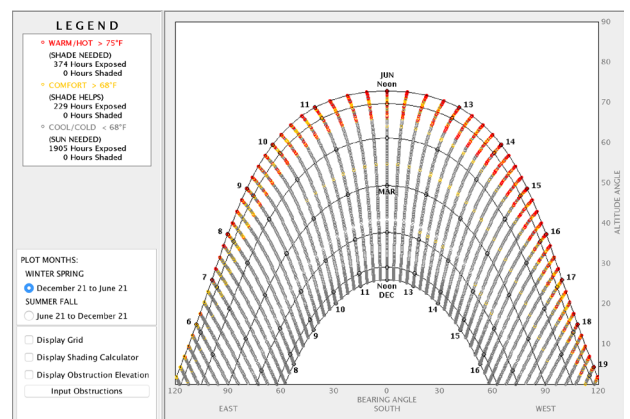 LEGEND
WARM/HOT > 75°F
(SHADE NEEDED)
374 Hours Exposed
0 Hours Shaded
COMFORT > 68°F
(SHADE HELPS)
229 Hours Exposed
0 Hours Shaded
COOL/COLD < 68°F
(SUN NEEDED)
1905 Hours Exposed
0 Hours Shaded
PLOT MONTHS:
WINTER SPRING
December 21 to June 21
SUMMER FALL
June 21 to December 21
Display Grid
Display Shading Calculator
Display Obstruction Elevation
Input Obstructions
90
80
70
60
50
40
30
20
10
ALTITUDE ANGLE
JUN
Noon
11
13
10
14
9
15
8
16
7
17
6
18
19
MAR
Noon
DEC
11
13
10
14
9
15
8
16
120
90
60
30
0
30
60
90
120
BEARING ANGLE
EAST
SOUTH
WEST